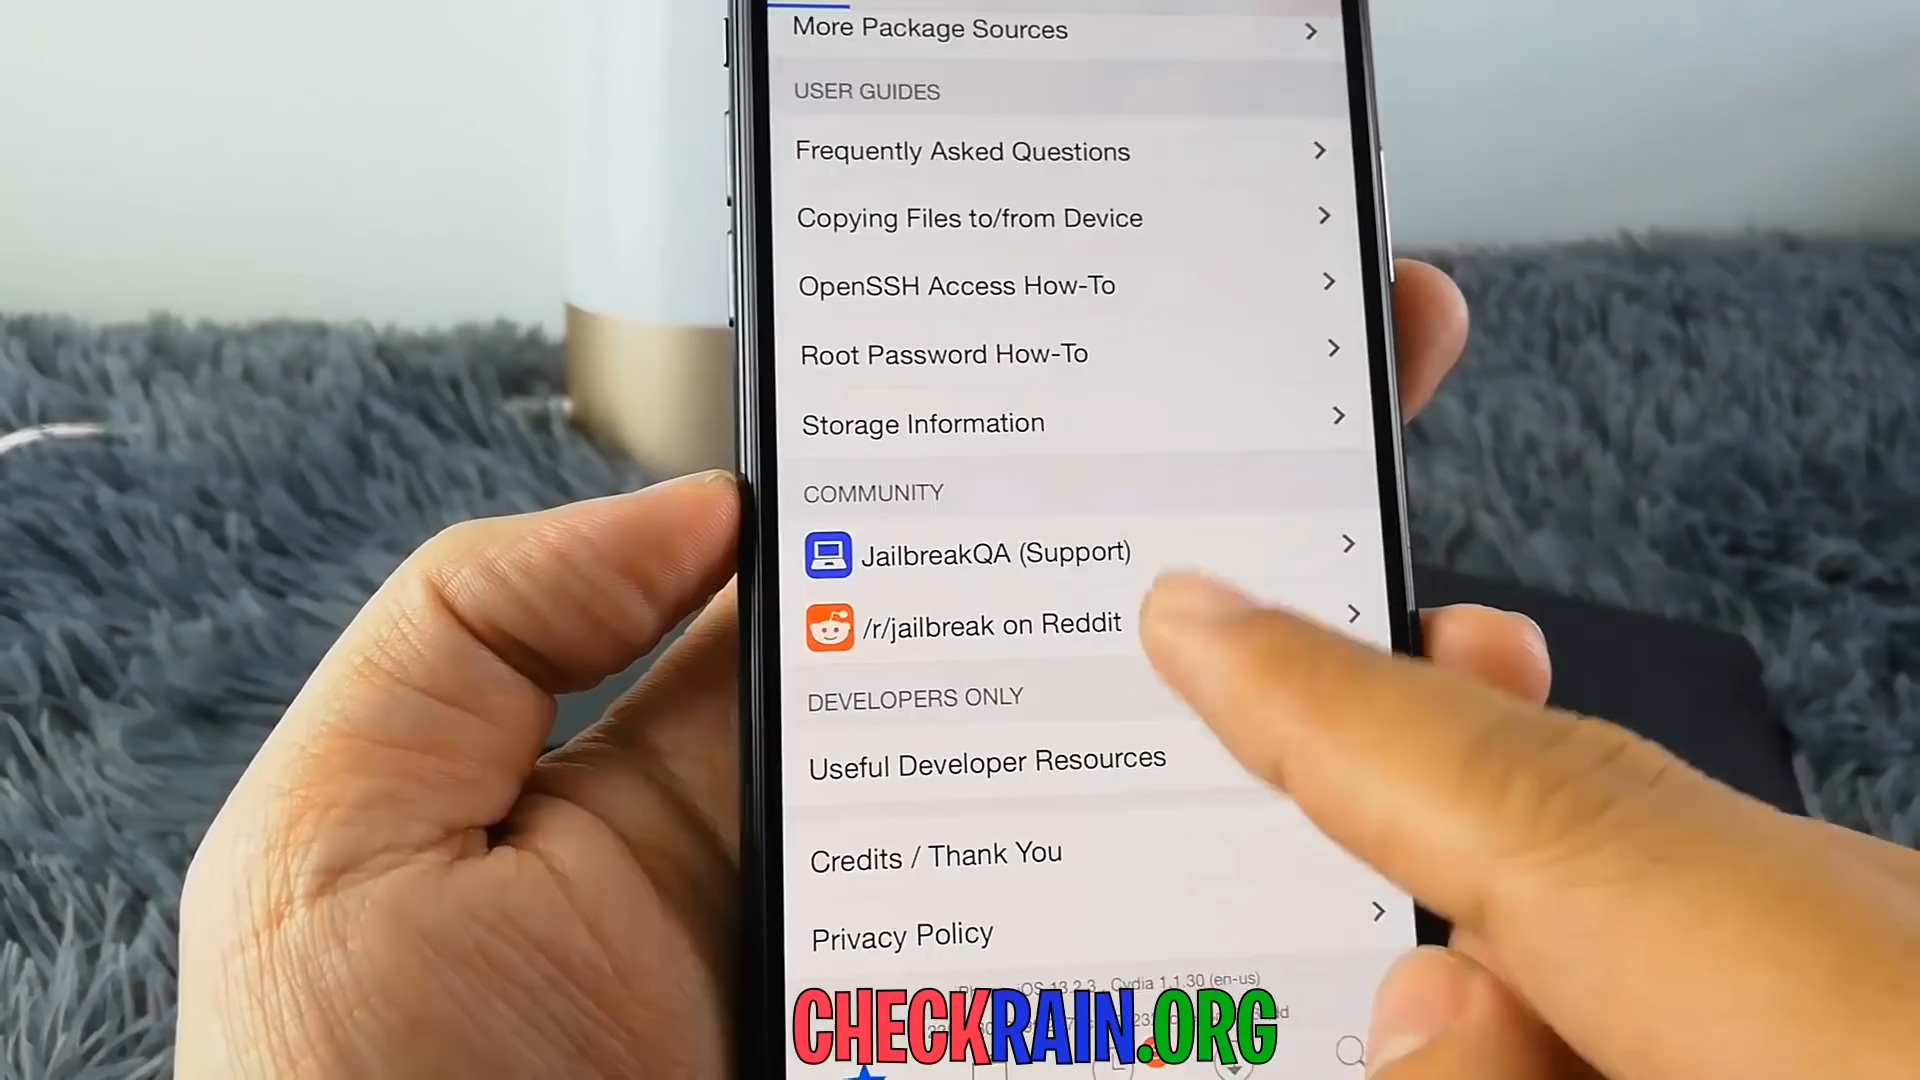 More Package Sources
USER GUIDES
Frequently Asked Questions
Copying Files to/from Device
OpenSSH Access How-To
Root Password How-To
Storage Information
COMMUNITY
JailbreakQA (Support)
/r/jailbreak on Reddit
DEVELOPERS ONLY
Useful Developer Resources
Credits / Thank You
Privacy Policy
iOS 13.2.3, Cydia 1.1.30 (en-us)
CHECKRAIN.ORG